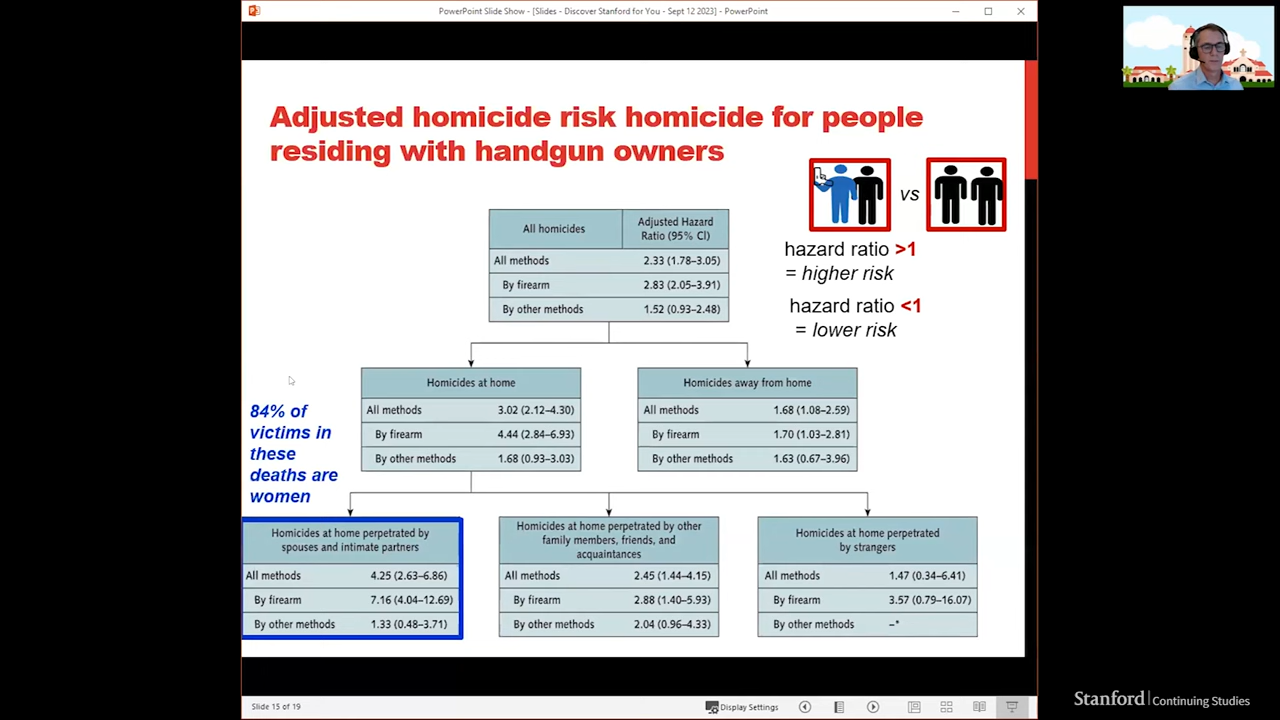 PowerPoint Slide Show - [Slides - Discover Stanford for You - Sept 12 2023] - PowerPoint
Adjusted homicide risk homicide for people
residing with handgun owners
vs
hazard ratio >1
= higher risk
hazard ratio <1
= lower risk
All homicides
Adjusted Hazard
Ratio (95% CI)
All methods 2.33 (1.78–3.05)
By firearm 2.83 (2.05–3.91)
By other methods 1.52 (0.93–2.48)
Homicides at home
All methods 3.02 (2.12–4.30)
By firearm 4.44 (2.84–6.93)
By other methods 1.68 (0.93–3.03)
Homicides away from home
All methods 1.68 (1.08–2.59)
By firearm 1.70 (1.03–2.81)
By other methods 1.63 (0.67–3.96)
84% of
victims in
these
deaths are
women
Homicides at home perpetrated by
spouses and intimate partners
All methods 4.25 (2.63–6.86)
By firearm 7.16 (4.04–12.69)
By other methods 1.33 (0.48–3.71)
Homicides at home perpetrated by other
family members, friends, and
acquaintances
All methods 2.45 (1.44–4.15)
By firearm 2.88 (1.40–5.93)
By other methods 2.04 (0.96–4.33)
Homicides at home perpetrated
by strangers
All methods 1.47 (0.34–6.41)
By firearm 3.57 (0.79–16.07)
By other methods –*
Slide 15 of 19
Display Settings
Stanford | Continuing Studies